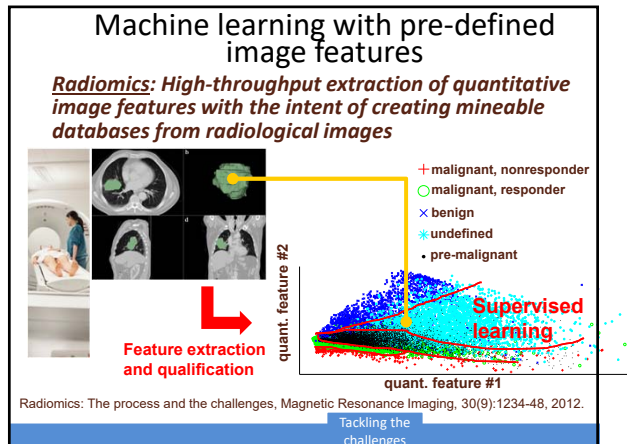 Machine learning with pre-defined
image features
Radiomics: High-throughput extraction of quantitative
image features with the intent of creating mineable
databases from radiological images
b
d
malignant, nonresponder
malignant, responder
benign
undefined
pre-malignant
quant. feature #2
Supervised
learning
Feature extraction
and qualification
quant. feature #1
Radiomics: The process and the challenges, Magnetic Resonance Imaging, 30(9):1234-48, 2012.
Tackling the
challenges